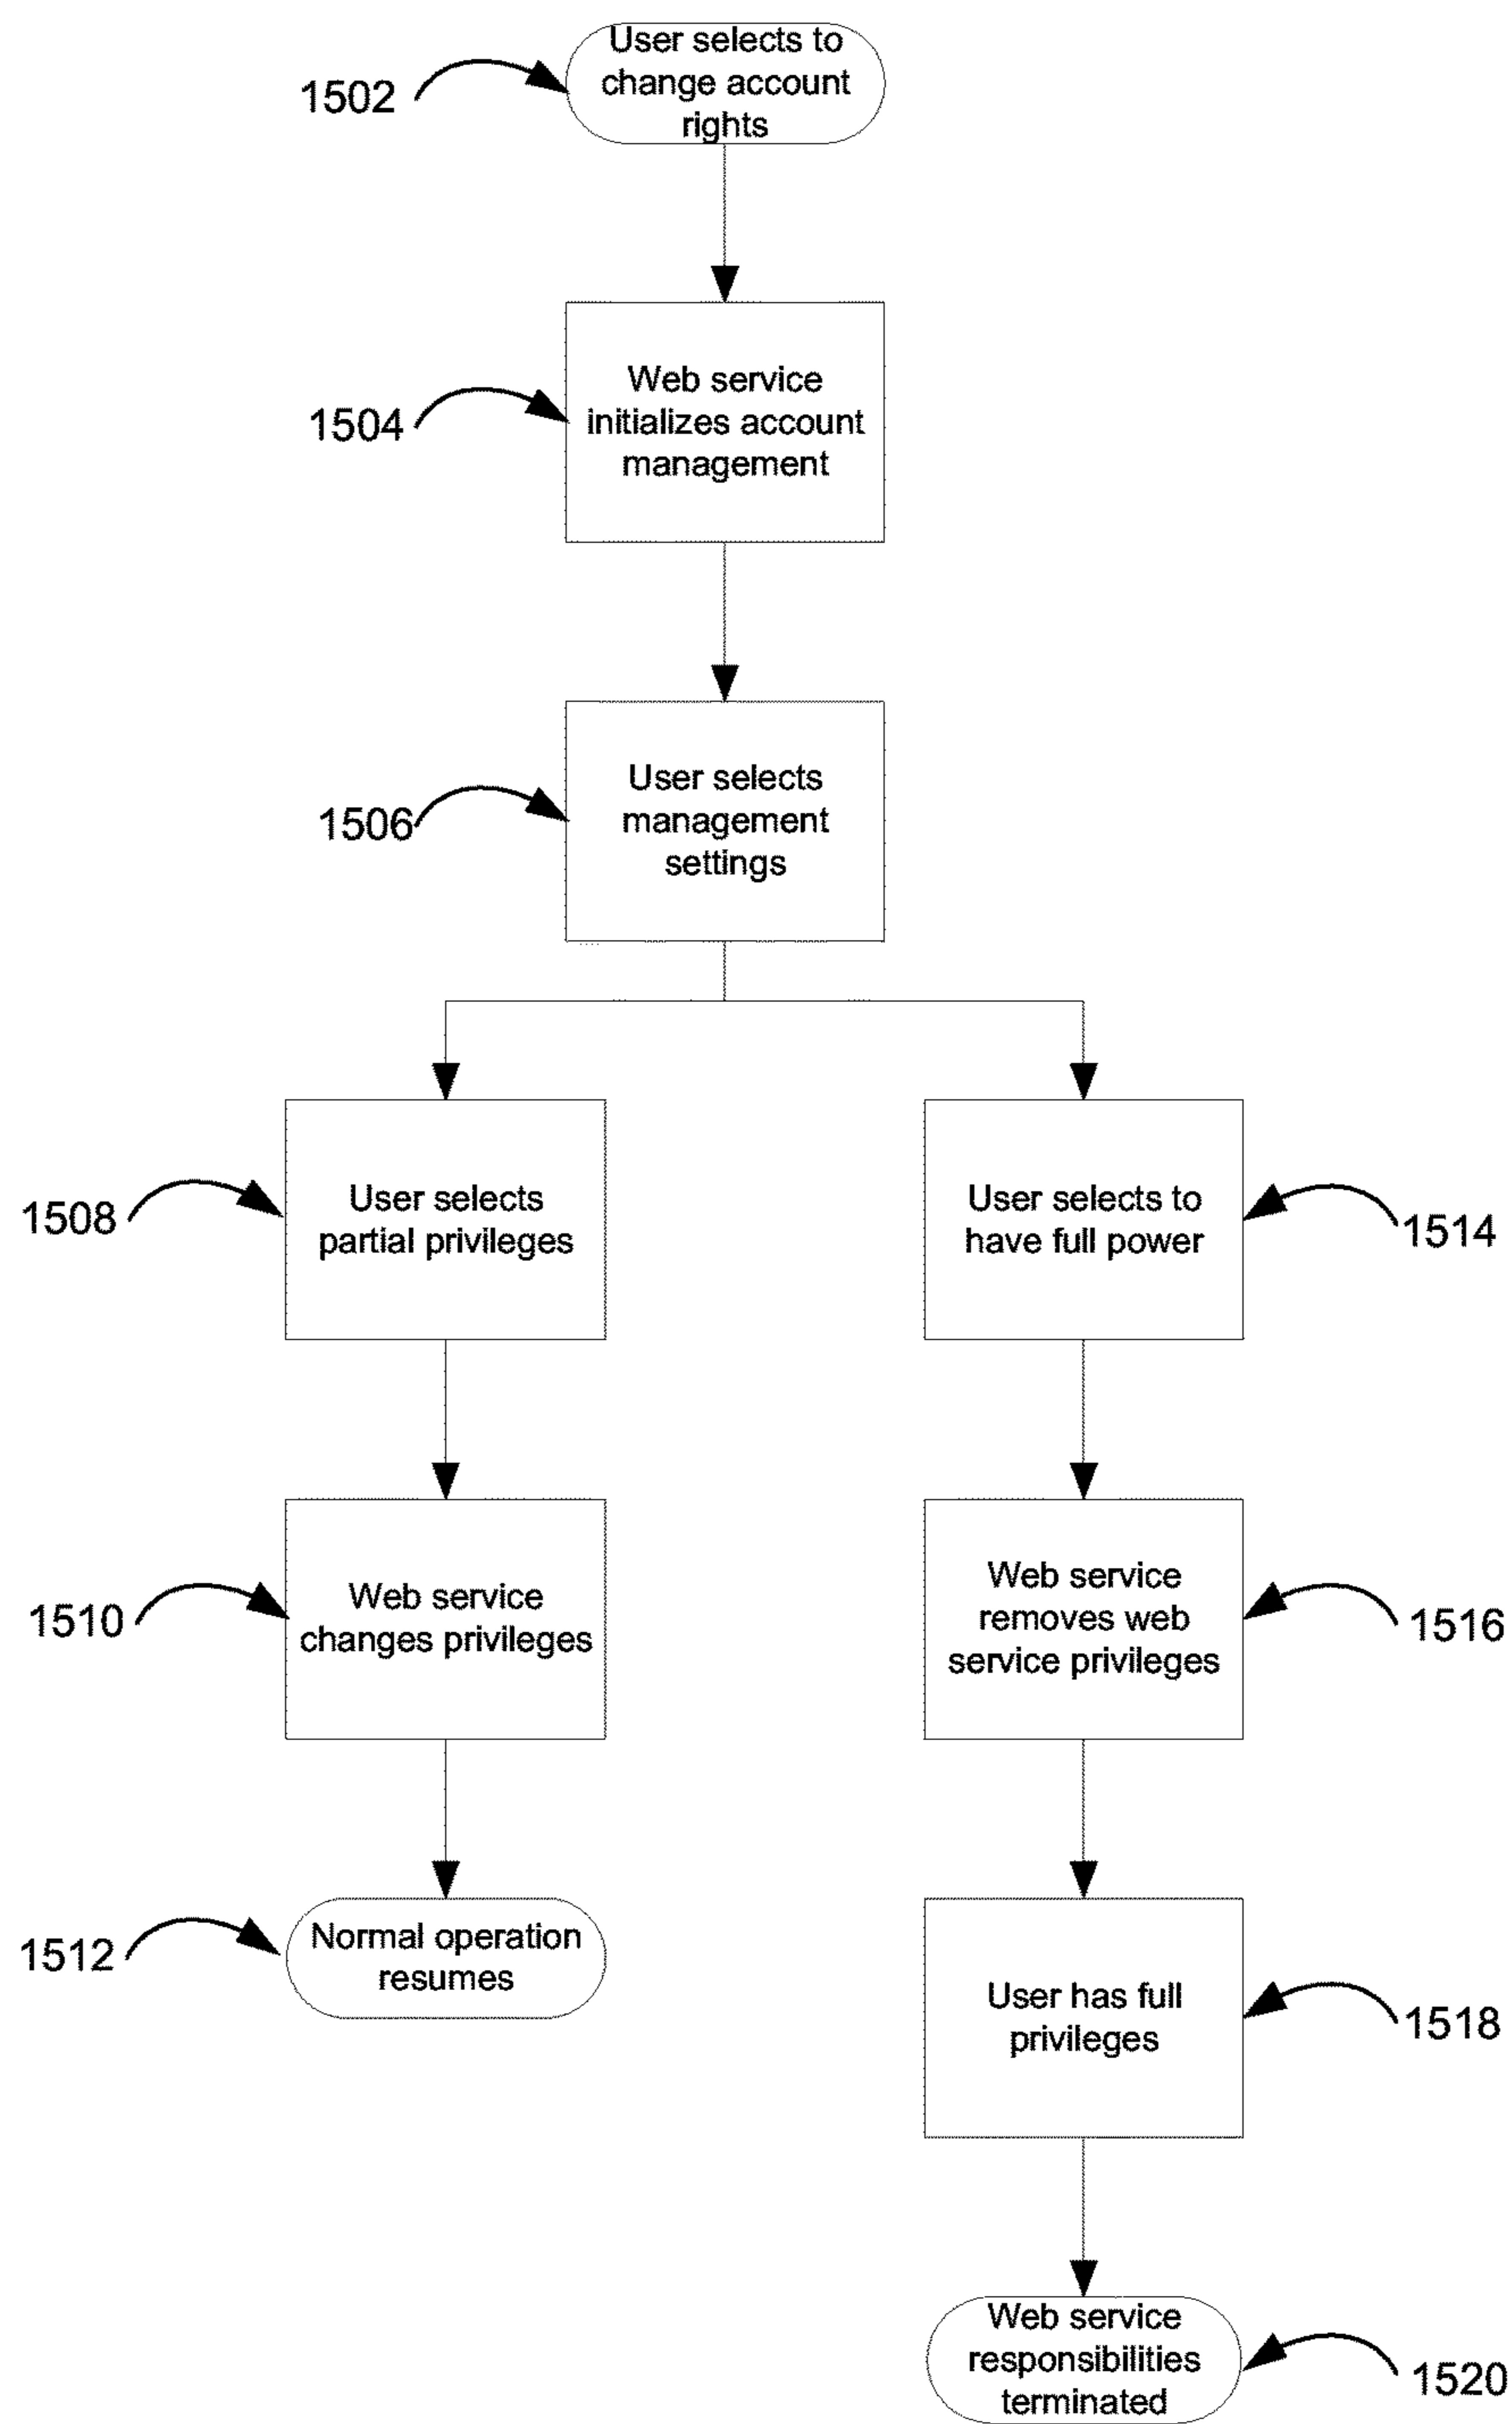 User selects to
change account
rights
1502
Web service
initializes account
management
1504
User selects
management
settings
1506
User selects
partial privileges
1508
User selects to
have full power
1514
Web service
changes privileges
1510
Web service
removes web
service privileges
1516
Normal operation
resumes
1512
User has full
privileges
1518
Web service
responsibilities
terminated
1520